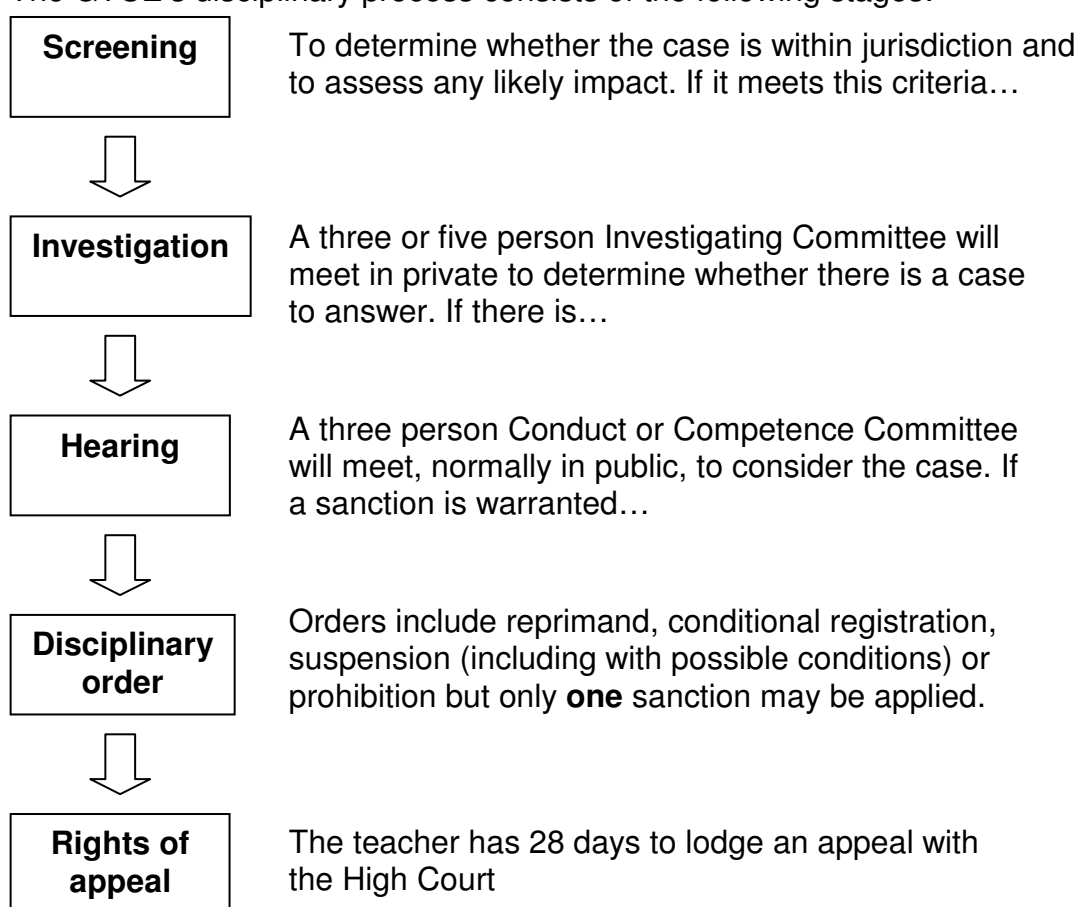 Screening
To determine whether the case is within jurisdiction and
to assess any likely impact. If it meets this criteria…
Investigation
A three or five person Investigating Committee will
meet in private to determine whether there is a case
to answer. If there is…
Hearing
A three person Conduct or Competence Committee
will meet, normally in public, to consider the case. If
a sanction is warranted…
Disciplinary
order
Orders include reprimand, conditional registration,
suspension (including with possible conditions) or
prohibition but only one sanction may be applied.
Rights of
appeal
The teacher has 28 days to lodge an appeal with
the High Court